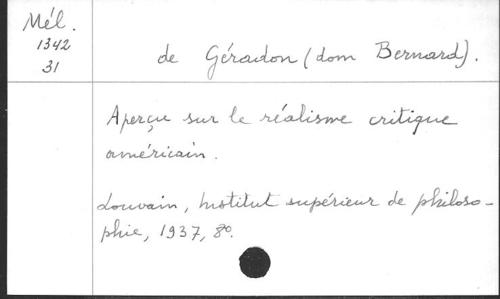 Mél.
1342
31
de Géradon (dom Bernard).
Aperçu sur le réalisme critique
américain.
Louvain, Institut supérieur de philoso-
phie, 1937, 8o.